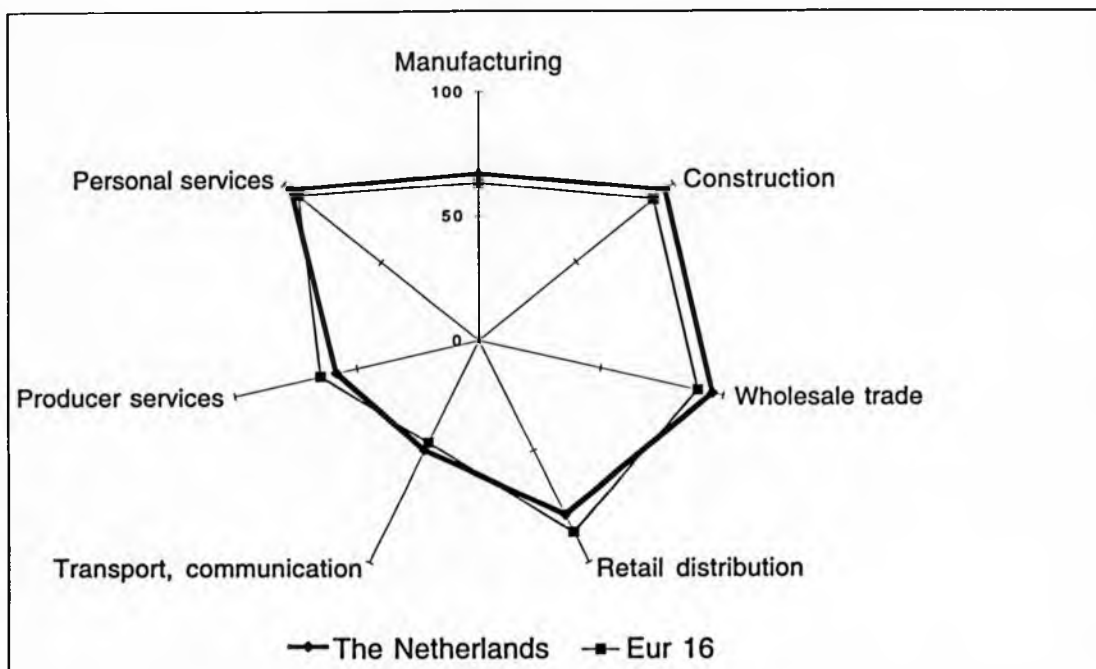 Manufacturing
100
Personal services
Construction
50
0
Producer services
Wholesale trade
Transport, communication
Retail distribution
The Netherlands
Eur 16